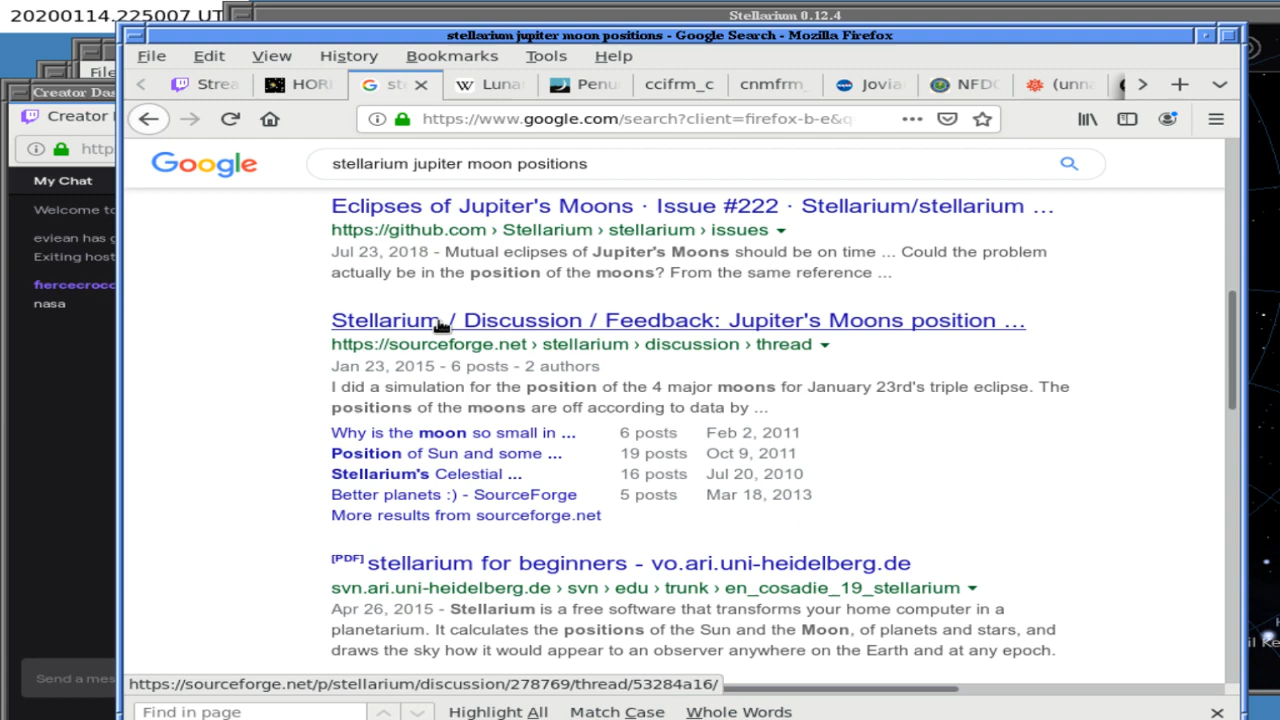 20200114.225007 UT
Stellarium 0.12.4
stellarium jupiter moon positions - Google Search - Mozilla Firefox
File Edit View History Bookmarks Tools Help
File
Creator Das
Strea
HORI
G st
W Luna
Penu
ccifrm_c
cnmfrm_
Jovia
NFDC
(unna
Creator
https://www.google.com/search?client=firefox-b-e&q
http
Google
stellarium jupiter moon positions
My Chat
Welcome to
eviean has
Exiting host
fiercecroco
nasa
Eclipses of Jupiter's Moons · Issue #222 · Stellarium/stellarium ...
https://github.com › Stellarium › stellarium › issues
Jul 23, 2018 - Mutual eclipses of Jupiter's Moons should be on time ... Could the problem
actually be in the position of the moons? From the same reference ...
Stellarium / Discussion / Feedback: Jupiter's Moons position ...
https://sourceforge.net › stellarium › discussion › thread
Jan 23, 2015 - 6 posts - 2 authors
I did a simulation for the position of the 4 major moons for January 23rd's triple eclipse. The
positions of the moons are off according to data by ...
Why is the moon so small in ... 6 posts Feb 2, 2011
Position of Sun and some ... 19 posts Oct 9, 2011
Stellarium's Celestial ... 16 posts Jul 20, 2010
Better planets :) - SourceForge 5 posts Mar 18, 2013
More results from sourceforge.net
[PDF] stellarium for beginners - vo.ari.uni-heidelberg.de
svn.ari.uni-heidelberg.de › svn › edu › trunk › en_cosadie_19_stellarium
Apr 26, 2015 - Stellarium is a free software that transforms your home computer in a
planetarium. It calculates the positions of the Sun and the Moon, of planets and stars, and
draws the sky how it would appear to an observer anywhere on the Earth and at any epoch.
Send a mes
https://sourceforge.net/p/stellarium/discussion/278769/thread/53284a16/
Find in page
Highlight All Match Case Whole Words